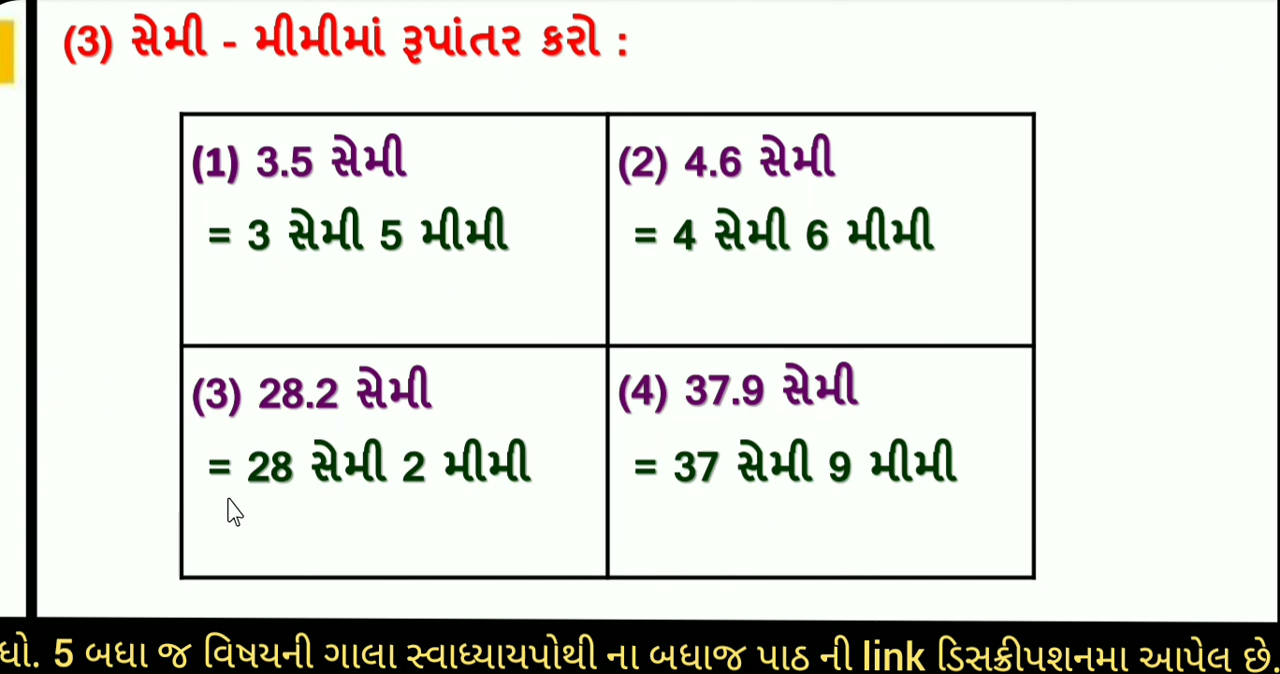 (3) સેમી - મીમીમાં રૂપાંતર કરો :
(1) 3.5 સેમી
= 3 સેમી 5 મીમી
(2) 4.6 સેમી
= 4 સેમી 6 મીમી
(3) 28.2 સેમી
= 28 સેમી 2 મીમી
(4) 37.9 સેમી
= 37 સેમી 9 મીમી
ધો. 5 બધા જ વિષયની ગાલા સ્વાધ્યાયપોથી ના બધાજ પાઠ ની link ડિસક્રીપશનમા આપેલ છે.